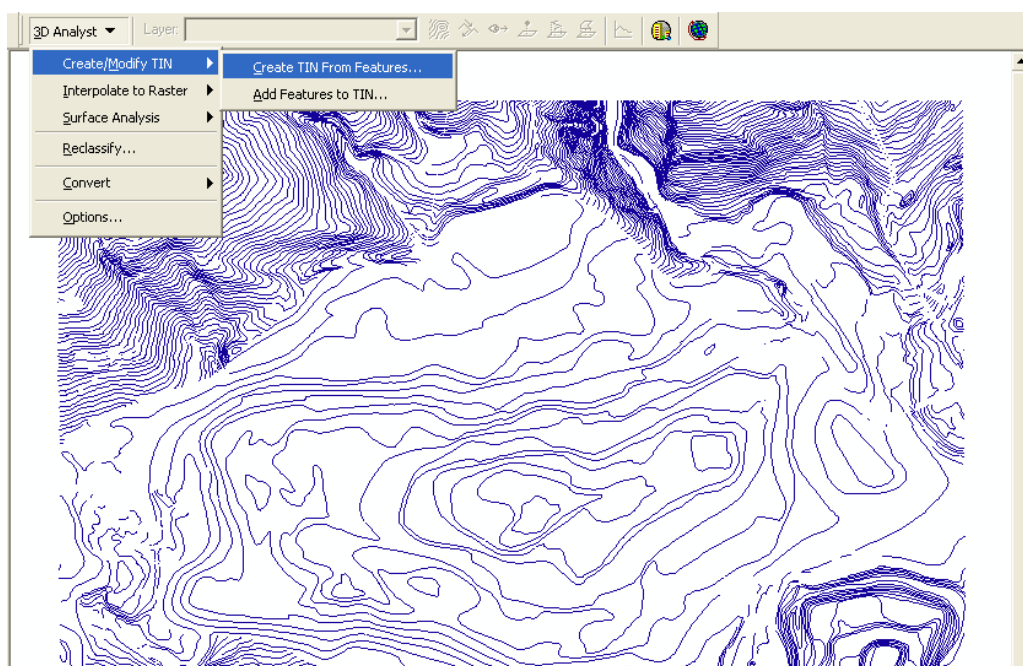 3D Analyst Layer:
Create/Modify TIN
Create TIN From Features...
Interpolate to Raster
Add Features to TIN...
Surface Analysis
Reclassify...
Convert
Options...